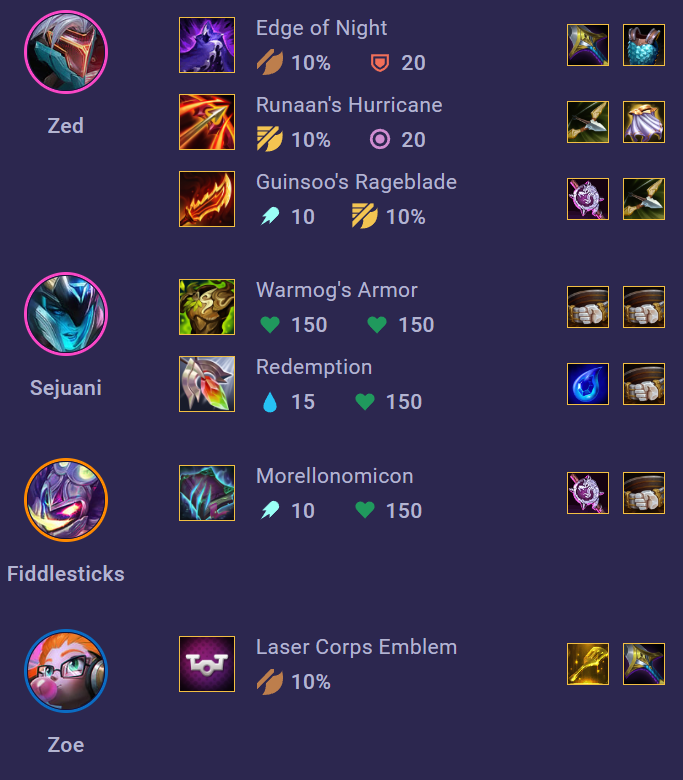 Edge of Night
10% 20
Zed
Runaan's Hurricane
10% 20
Guinsoo's Rageblade
10 10%
Warmog's Armor
150 150
Sejuani
Redemption
15 150
Morellonomicon
10 150
Fiddlesticks
Laser Corps Emblem
10%
Zoe